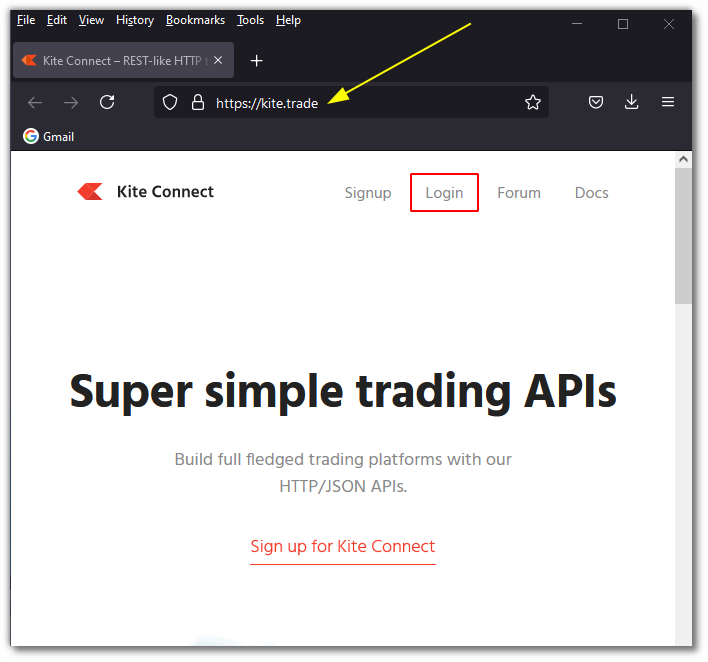 File Edit View History Bookmarks Tools Help
Kite Connect – REST-like HTTP
https://kite.trade
Gmail
Kite Connect Signup Login Forum Docs
Super simple trading APIs
Build full fledged trading platforms with our
HTTP/JSON APIs.
Sign up for Kite Connect